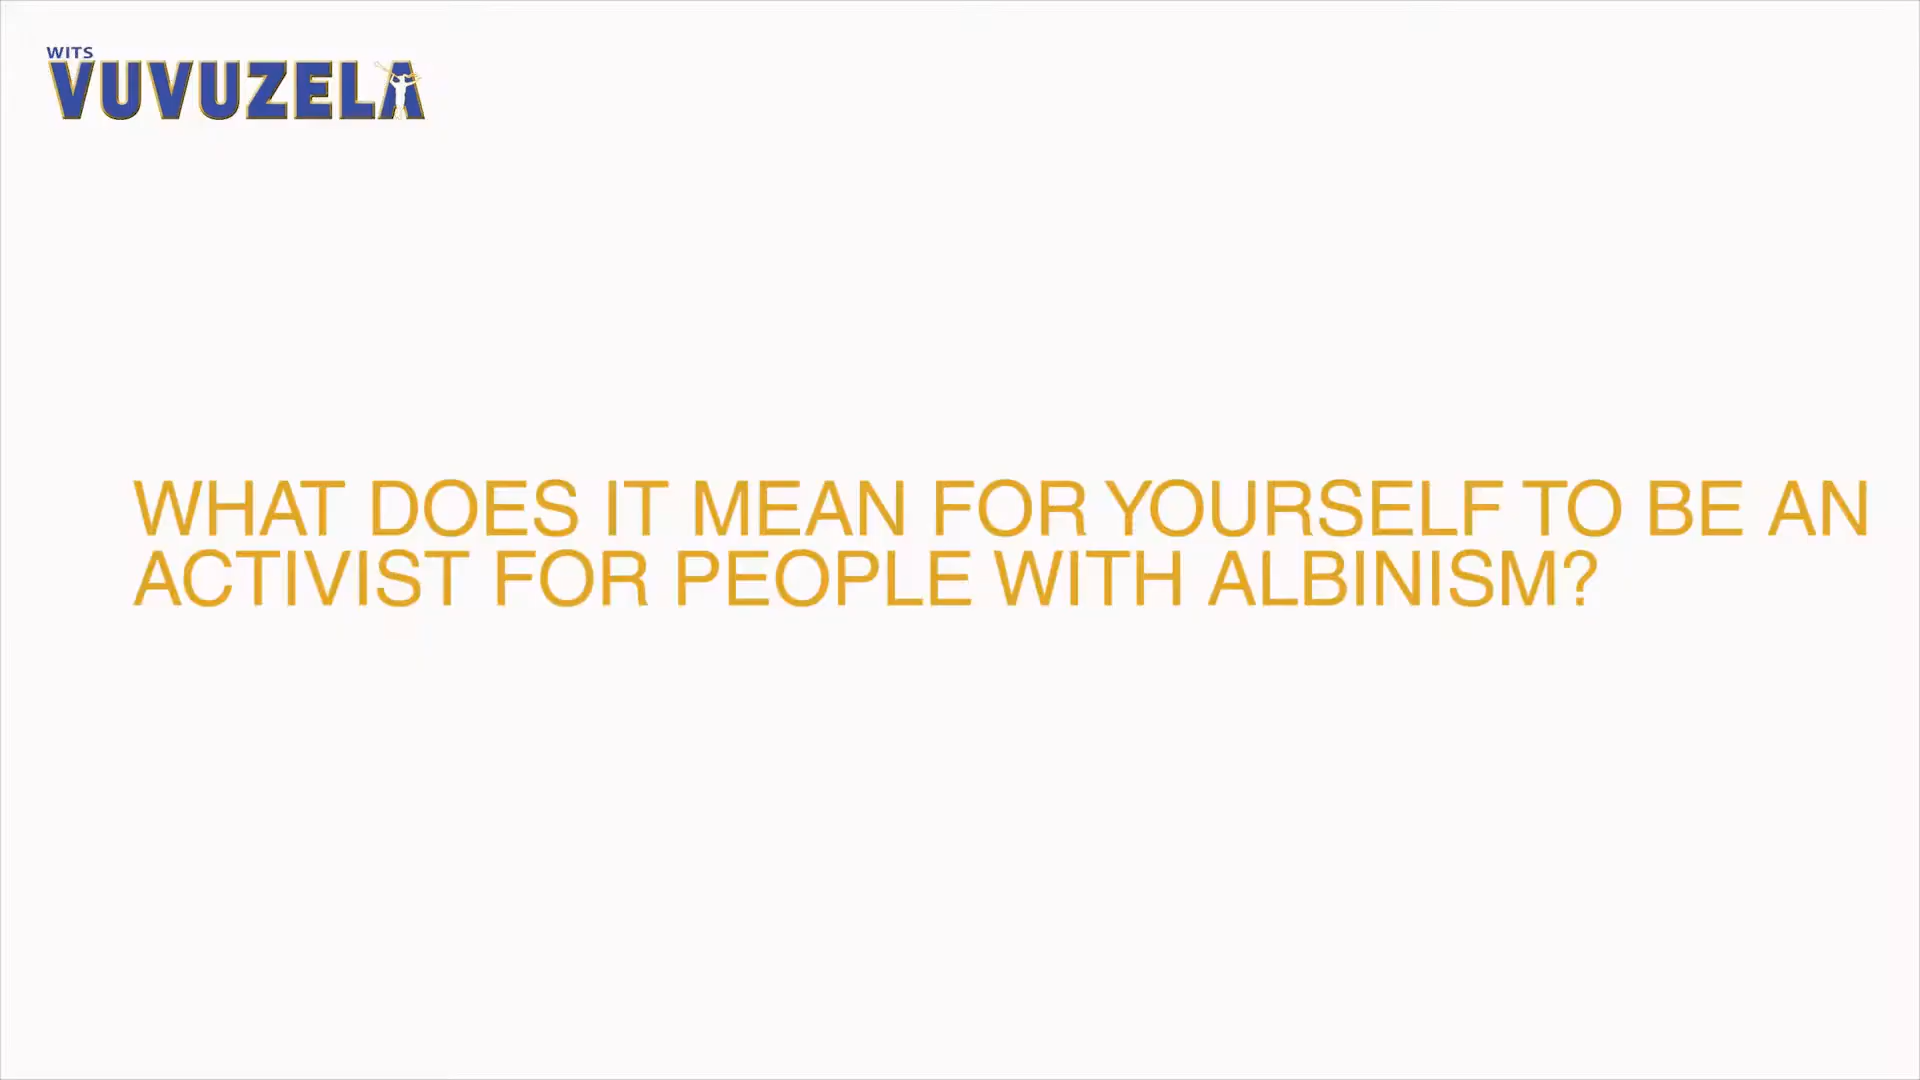 WITS
VUVUZELA
WHAT DOES IT MEAN FOR YOURSELF TO BE AN
ACTIVIST FOR PEOPLE WITH ALBINISM?